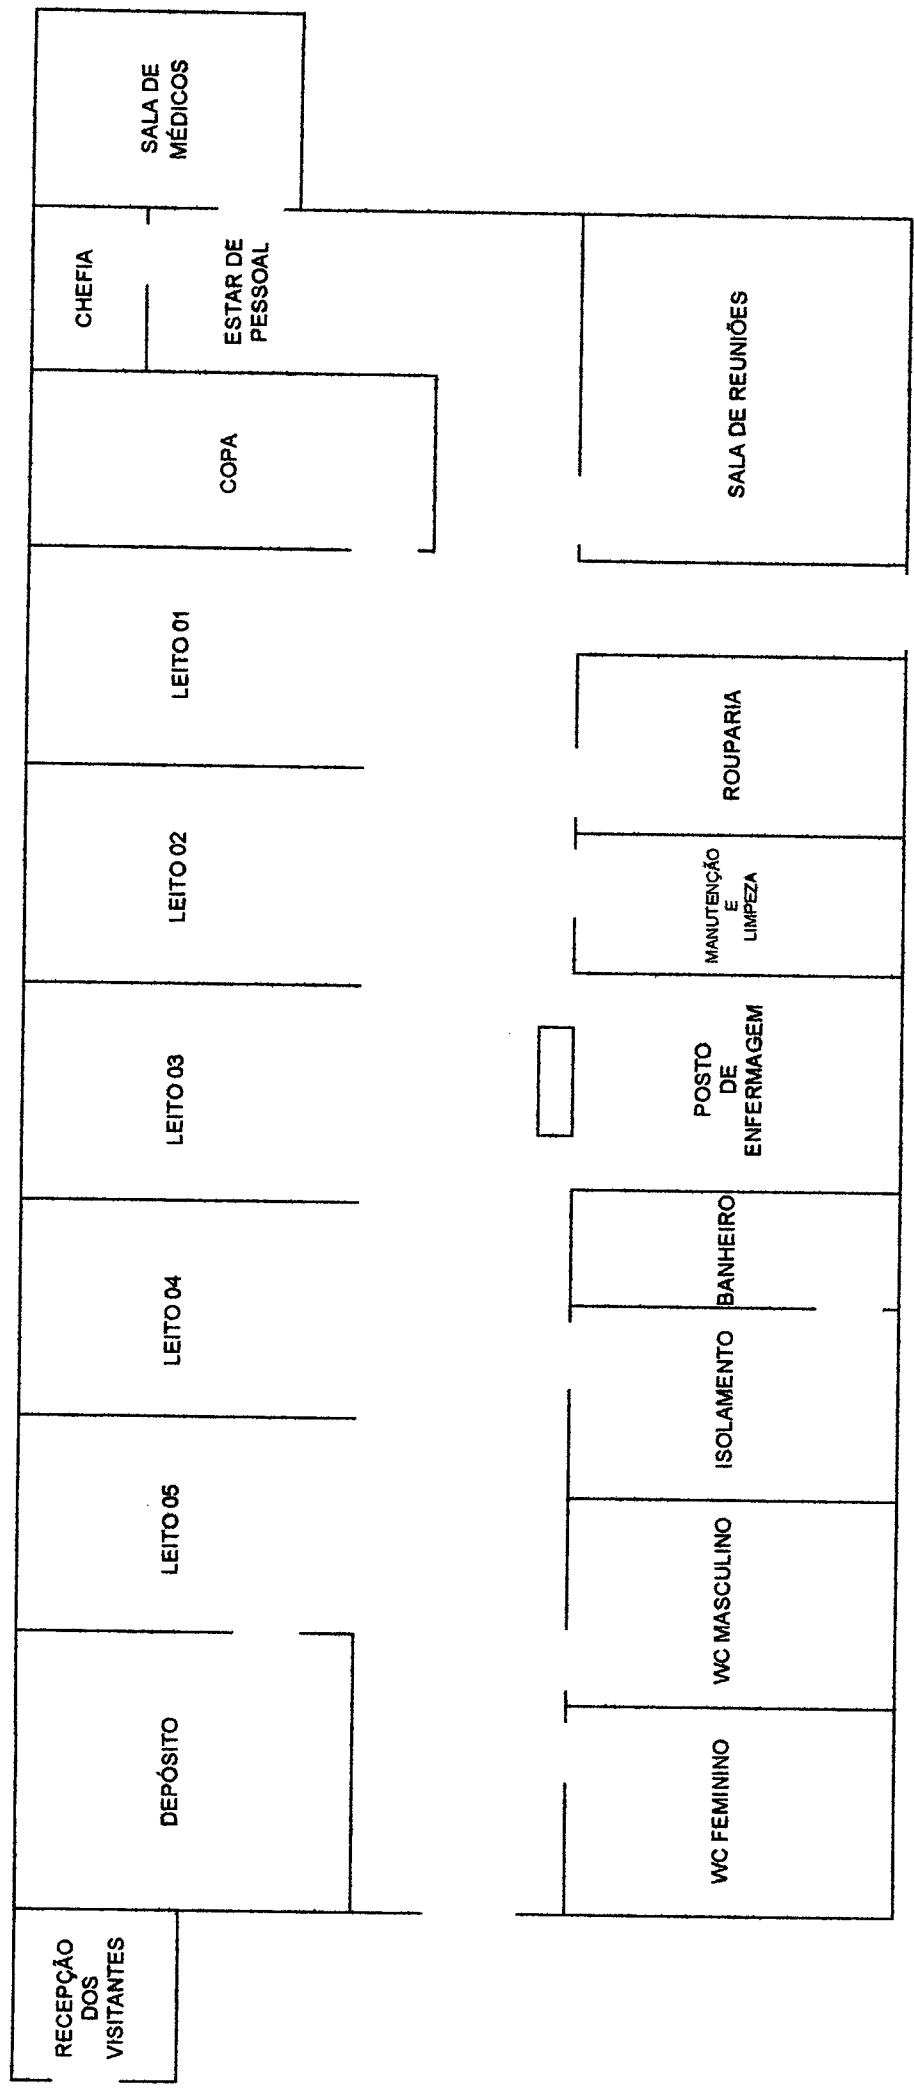 RECEPÇÃO
DOS
VISITANTES
DEPÓSITO
LEITO 05
LEITO 04
LEITO 03
LEITO 02
LEITO 01
COPA
CHEFIA
ESTAR DE
PESSOAL
SALA DE
MÉDICOS
WC FEMININO
WC MASCULINO
ISOLAMENTO
BANHEIRO
POSTO
DE
ENFERMAGEM
MANUTENÇÃO
E
LIMPEZA
ROUPARIA
SALA DE REUNIÕES